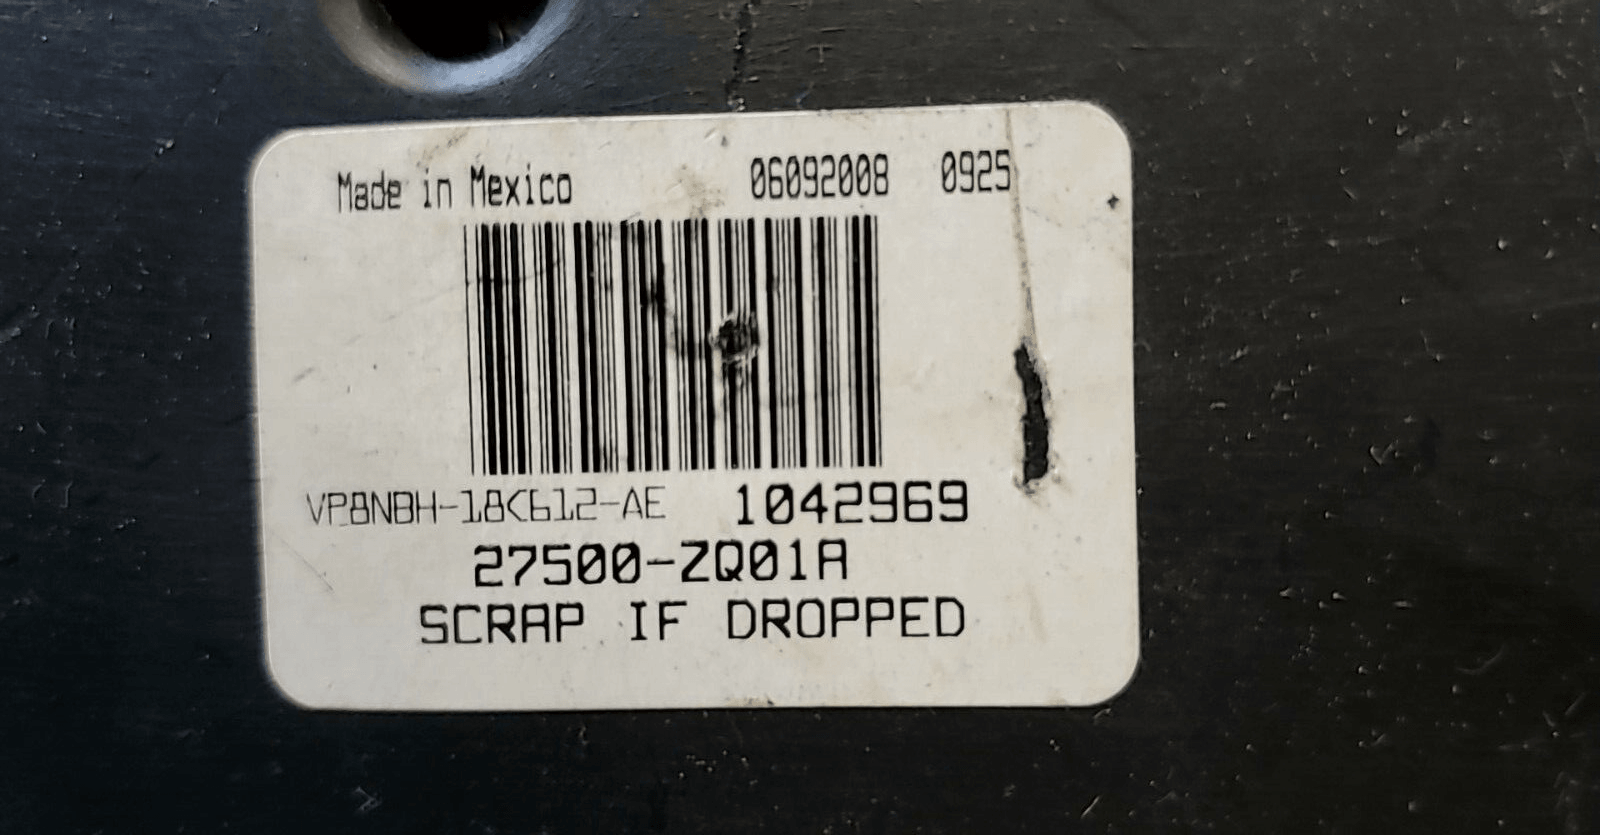 Made in Mexico 06092008 0925
VP8NBH-18C612-AE 1042969
27500-ZQ01A
SCRAP IF DROPPED